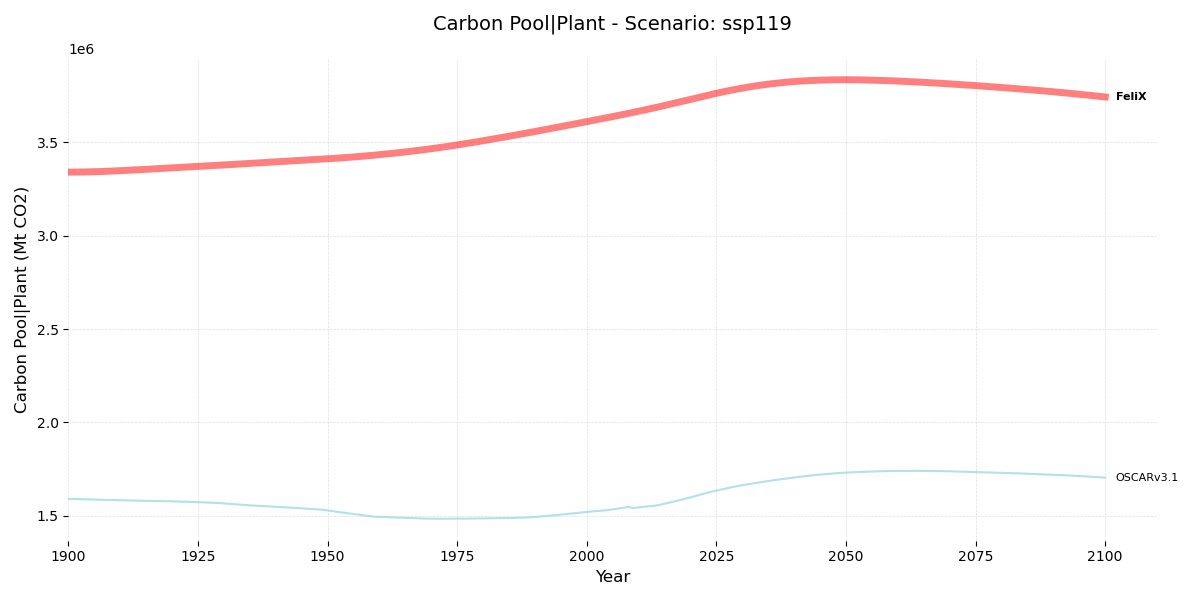 Carbon Pool|Plant - Scenario: ssp119
1e6
Carbon Pool|Plant (Mt CO2)
3.5
3.0
2.5
2.0
1.5
FeliX
OSCARv3.1
1900 1925 1950 1975 2000 2025 2050 2075 2100
Year